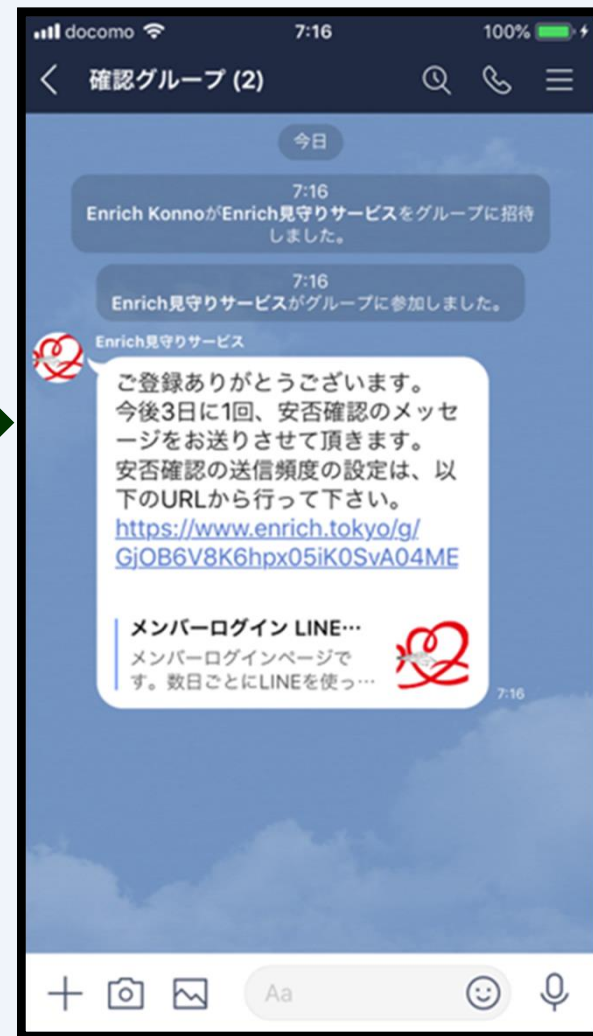 docomo 7:16 100%
確認グループ (2)
今日
7:16
Enrich KonnoがEnrich見守りサービスをグループに招待
しました。
7:16
Enrich見守りサービスがグループに参加しました。
Enrich見守りサービス
ご登録ありがとうございます。
今後3日に1回、安否確認のメッセ
ージをお送りさせて頂きます。
安否確認の送信頻度の設定は、以
下のURLから行って下さい。
https://www.enrich.tokyo/g/
GjOB6V8K6hpx05iK0SvA04ME
メンバーログイン LINE…
メンバーログインページで
す。数日ごとにLINEを使っ…
7:16
Aa